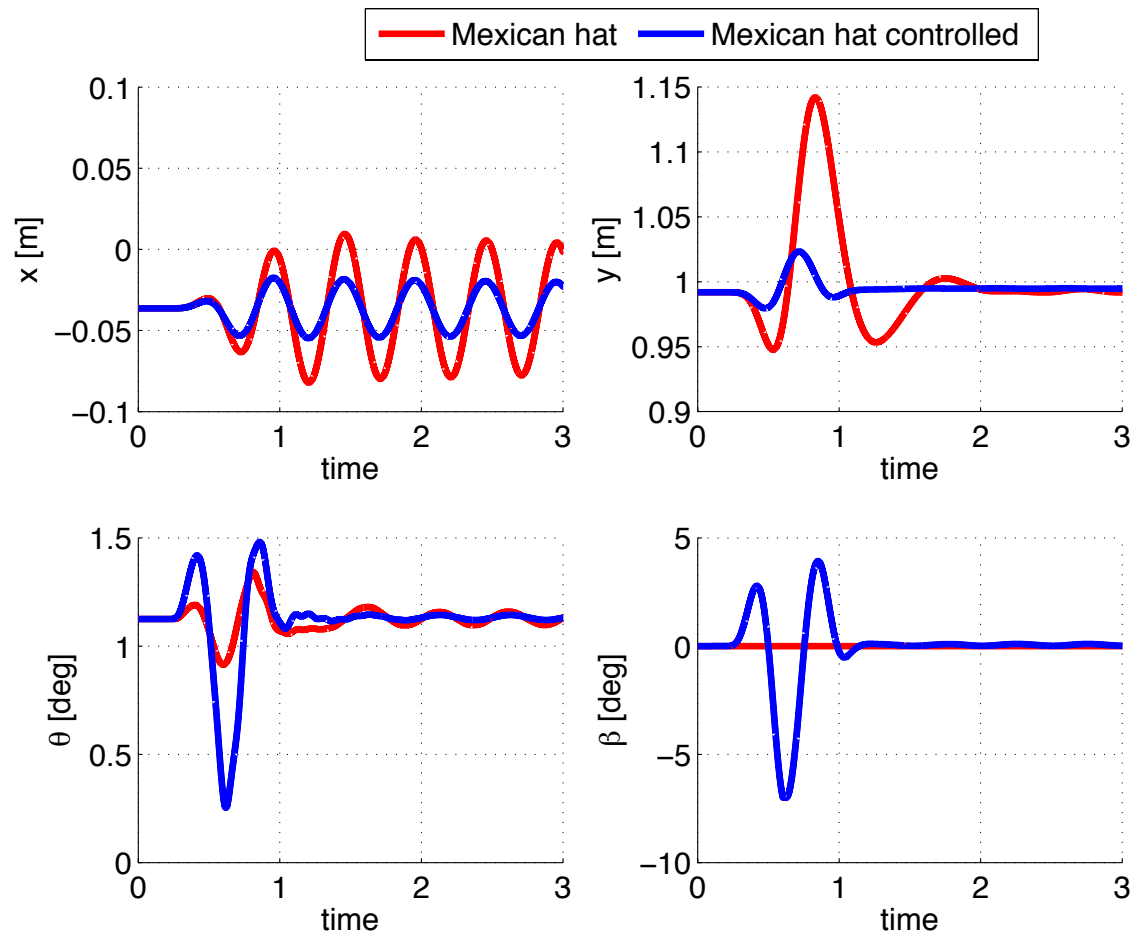 Mexican hat Mexican hat controlled
0.1
0.05
0
−0.05
−0.1
x [m]
0 1 2 3
time
1.15
1.1
1.05
1
0.95
0.9
y [m]
0 1 2 3
time
1.5
1
0.5
0
θ [deg]
0 1 2 3
time
5
0
−5
−10
β [deg]
0 1 2 3
time